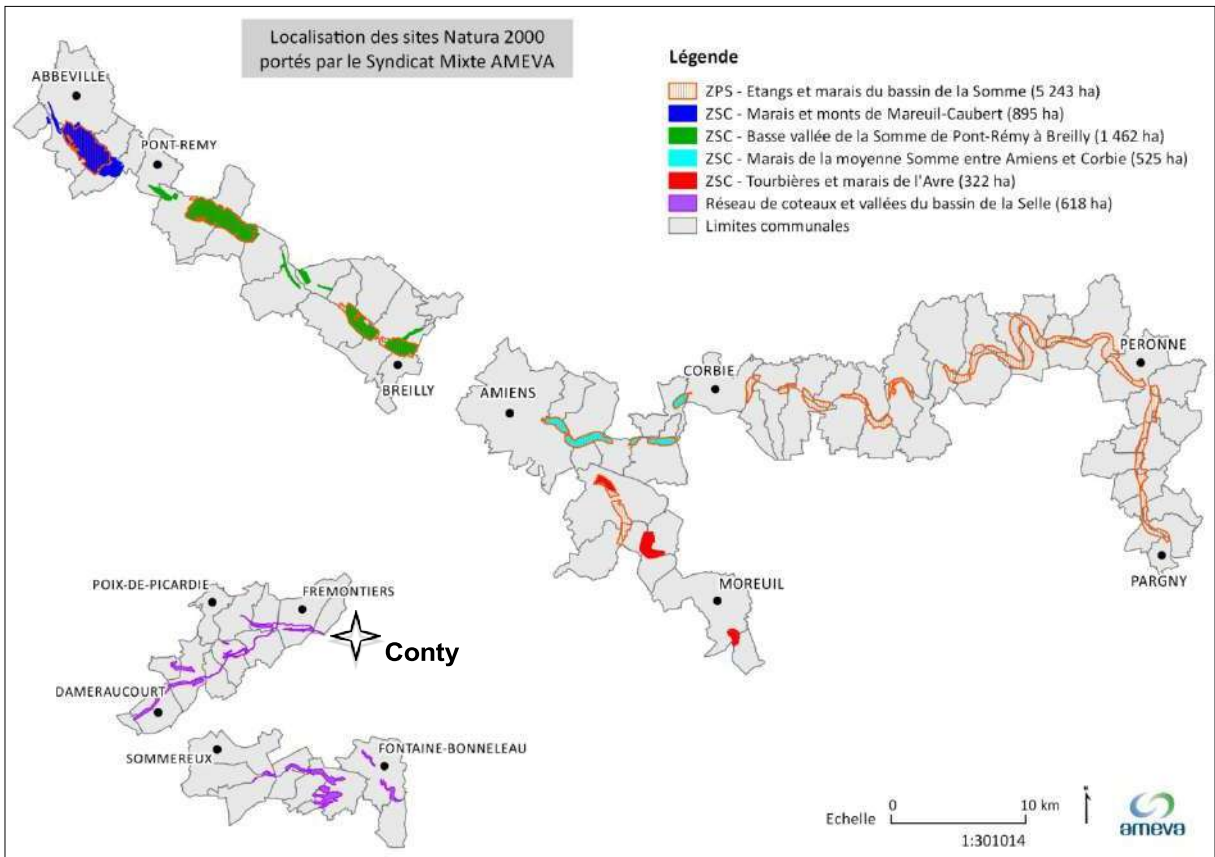 Localisation des sites Natura 2000
portés par le Syndicat Mixte AMEVA
Légende
ZPS - Etangs et marais du bassin de la Somme (5 243 ha)
ZSC - Marais et monts de Mareuil-Caubert (895 ha)
ZSC - Basse vallée de la Somme de Pont-Rémy à Breilly (1 462 ha)
ZSC - Marais de la moyenne Somme entre Amiens et Corbie (525 ha)
ZSC - Tourbières et marais de l'Avre (322 ha)
Réseau de coteaux et vallées du bassin de la Selle (618 ha)
Limites communales
ABBEVILLE
PONT-REMY
BREILLY
AMIENS
CORBIE
PERONNE
PARGNY
MOREUIL
POIX-DE-PICARDIE
FREMONTIERS
Conty
DAMERAUCOURT
SOMMEREUX
FONTAINE-BONNELEAU
Echelle
0 10 km
1:301014
ameva